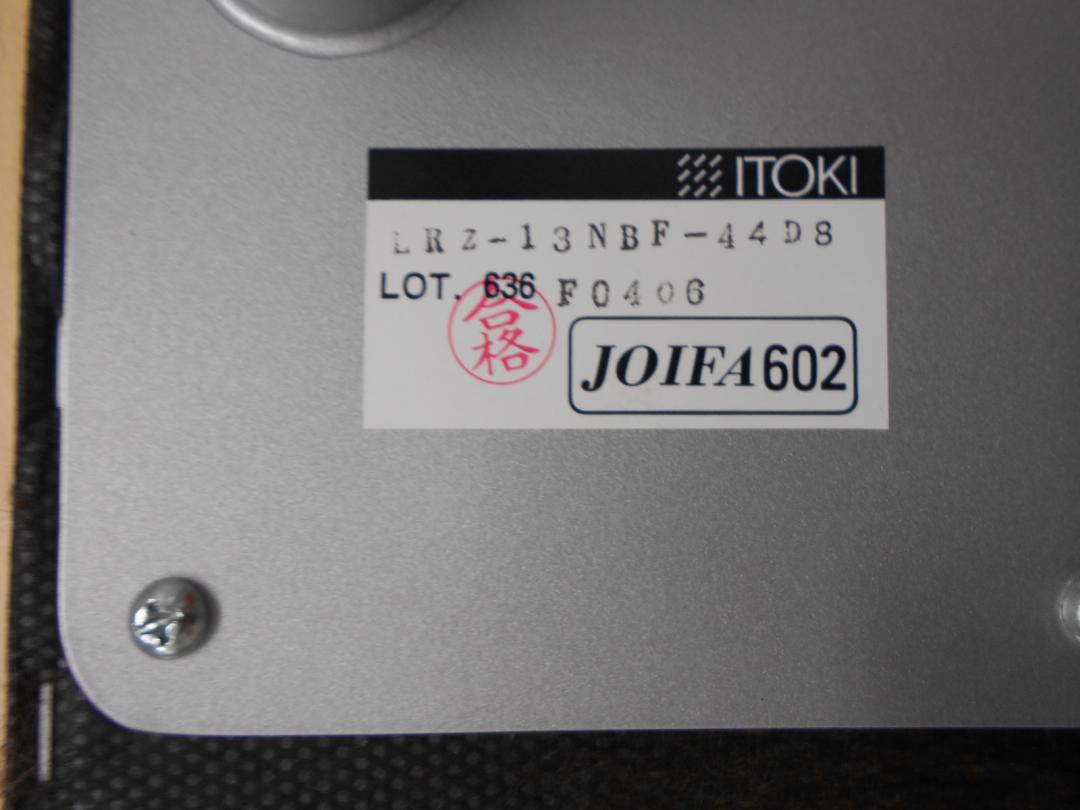 ITOKI
LRZ-13NBF-44D8
LOT. 636 F0406
合格
JOIFA602